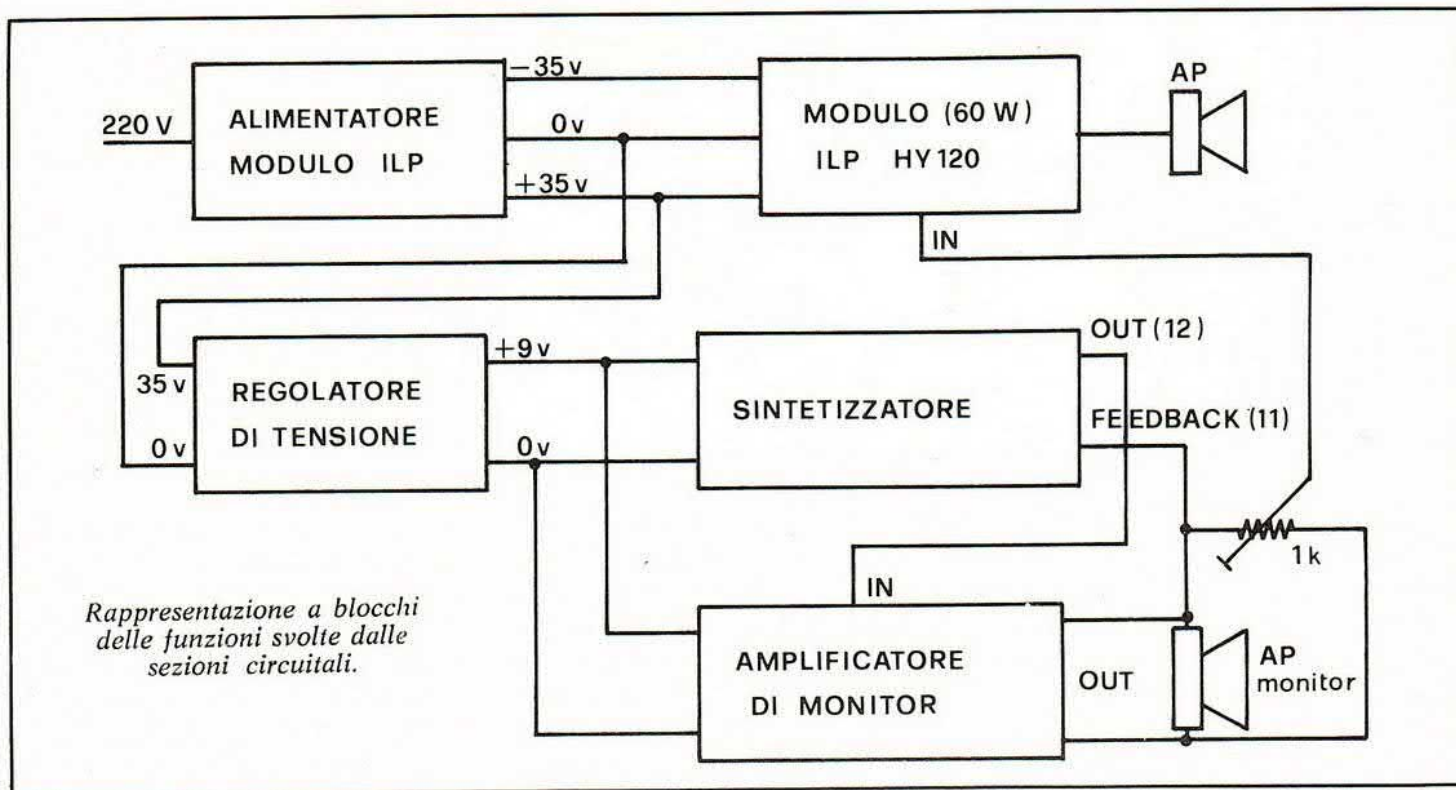 220 V
ALIMENTATORE
MODULO ILP
−35 v
0 v
+35 v
MODULO (60 W)
ILP HY 120
AP
IN
35 v
0 v
REGOLATORE
DI TENSIONE
+9 v
0 v
SINTETIZZATORE
OUT (12)
FEEDBACK (11)
1 k
IN
AMPLIFICATORE
DI MONITOR
OUT
AP
monitor
Rappresentazione a blocchi
delle funzioni svolte dalle
sezioni circuitali.